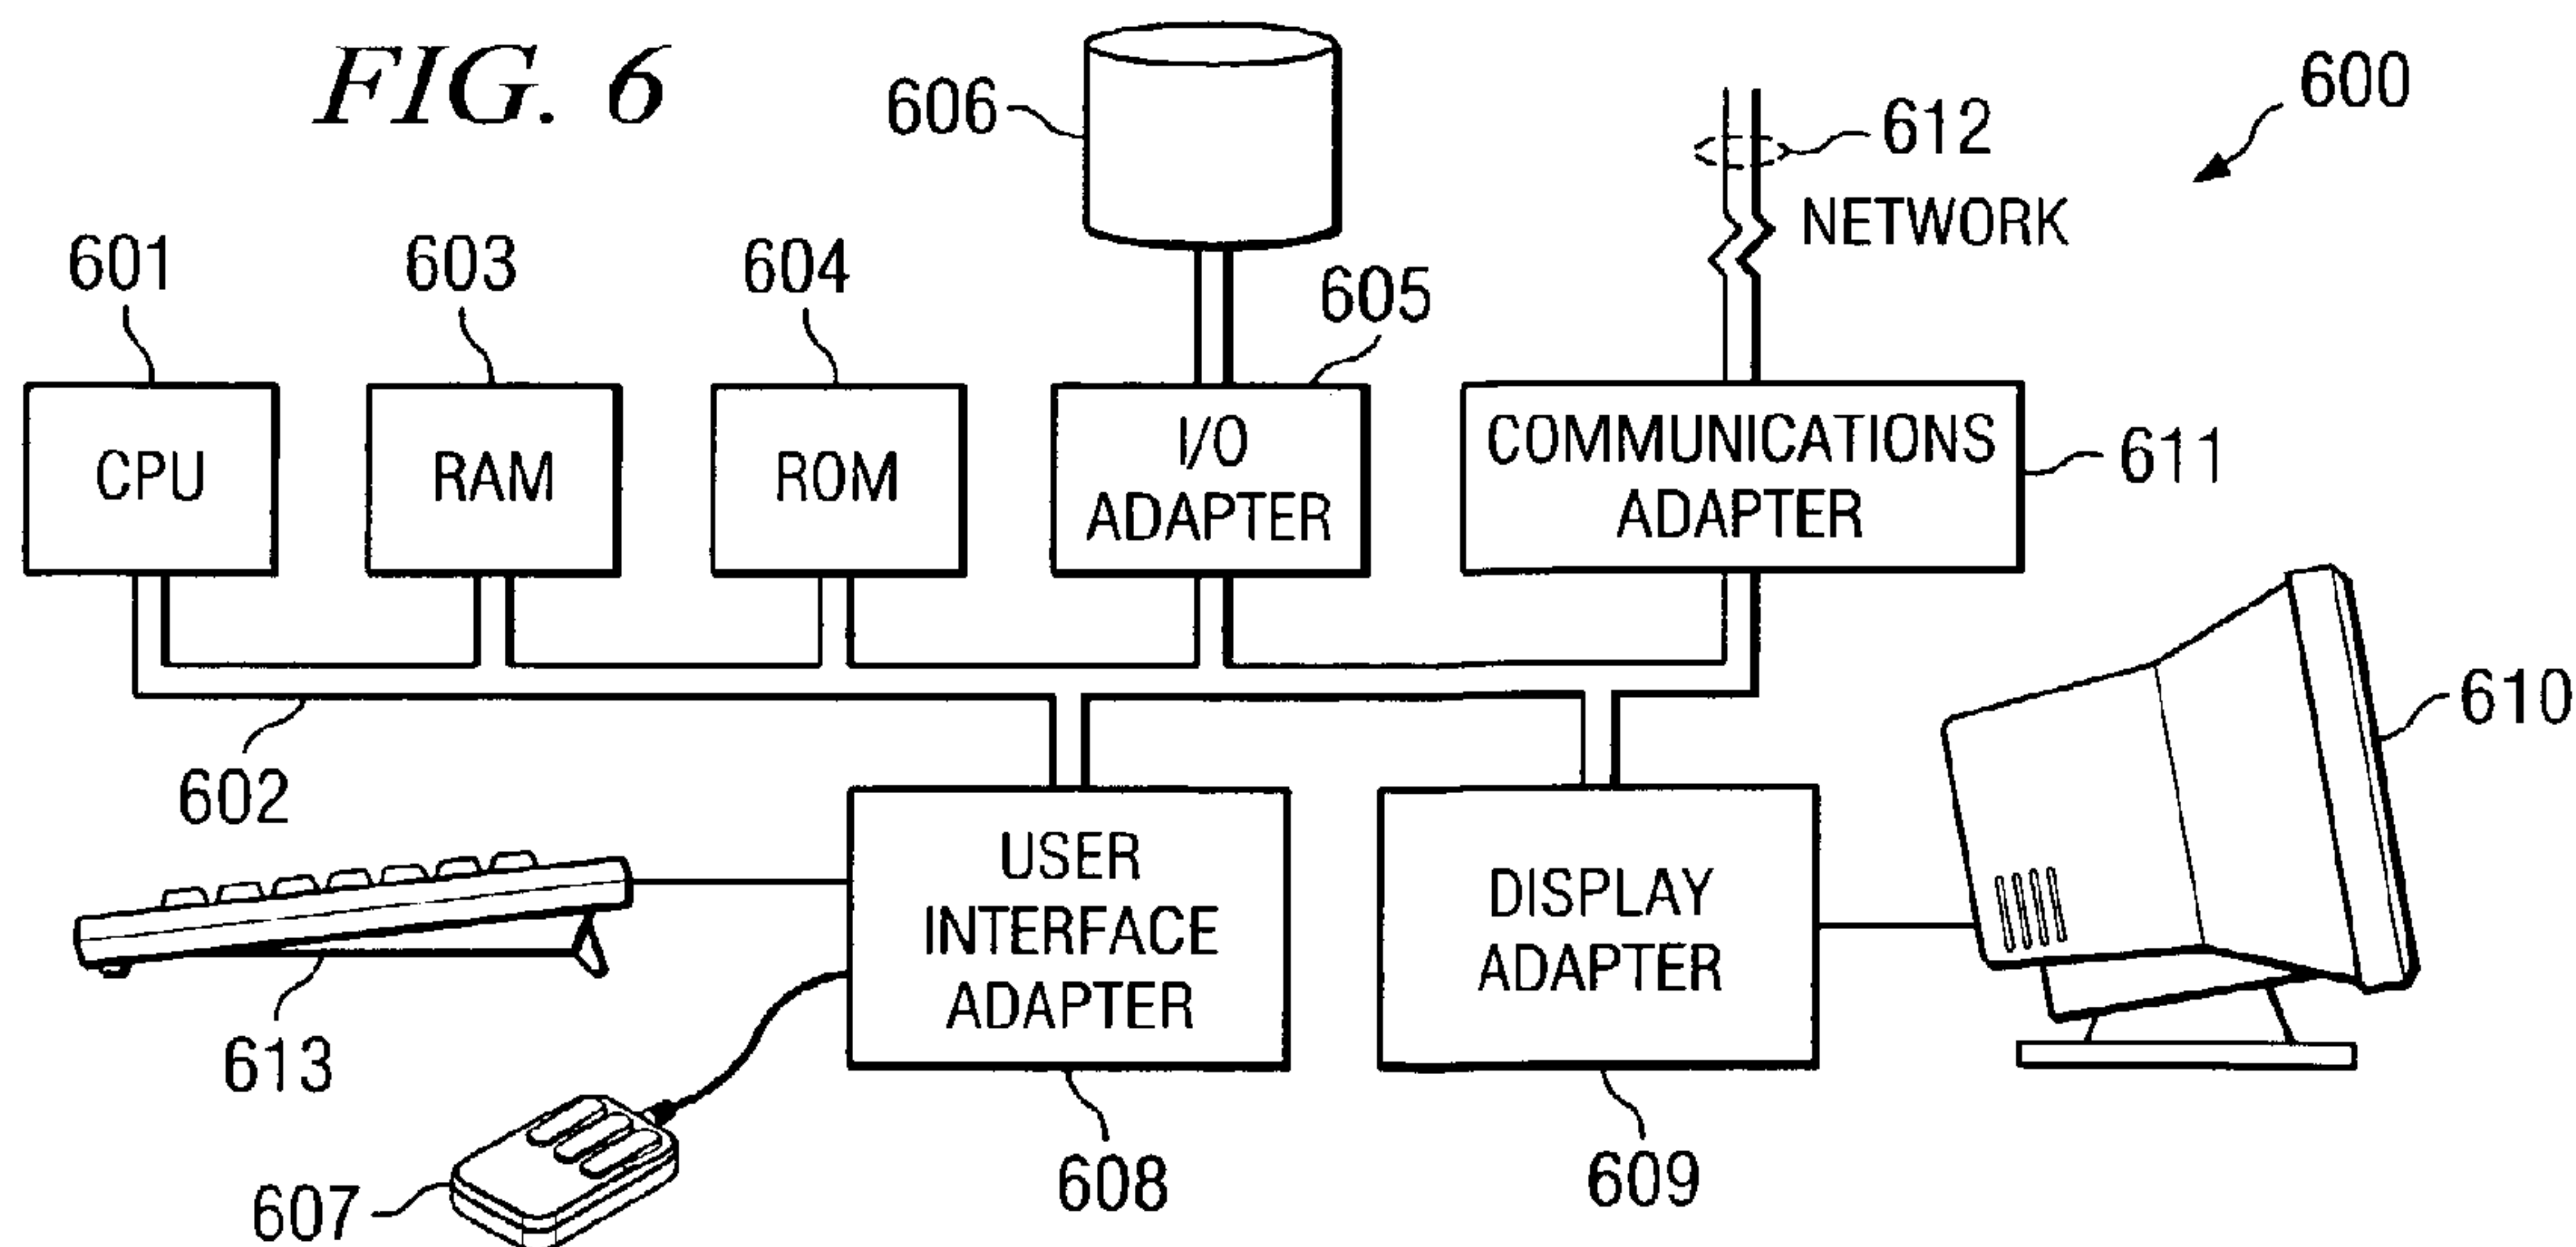 FIG. 6
606
612
600
NETWORK
601
603
604
605
CPU
RAM
ROM
I/O
ADAPTER
COMMUNICATIONS
ADAPTER
611
610
602
USER
INTERFACE
ADAPTER
DISPLAY
ADAPTER
613
607
608
609